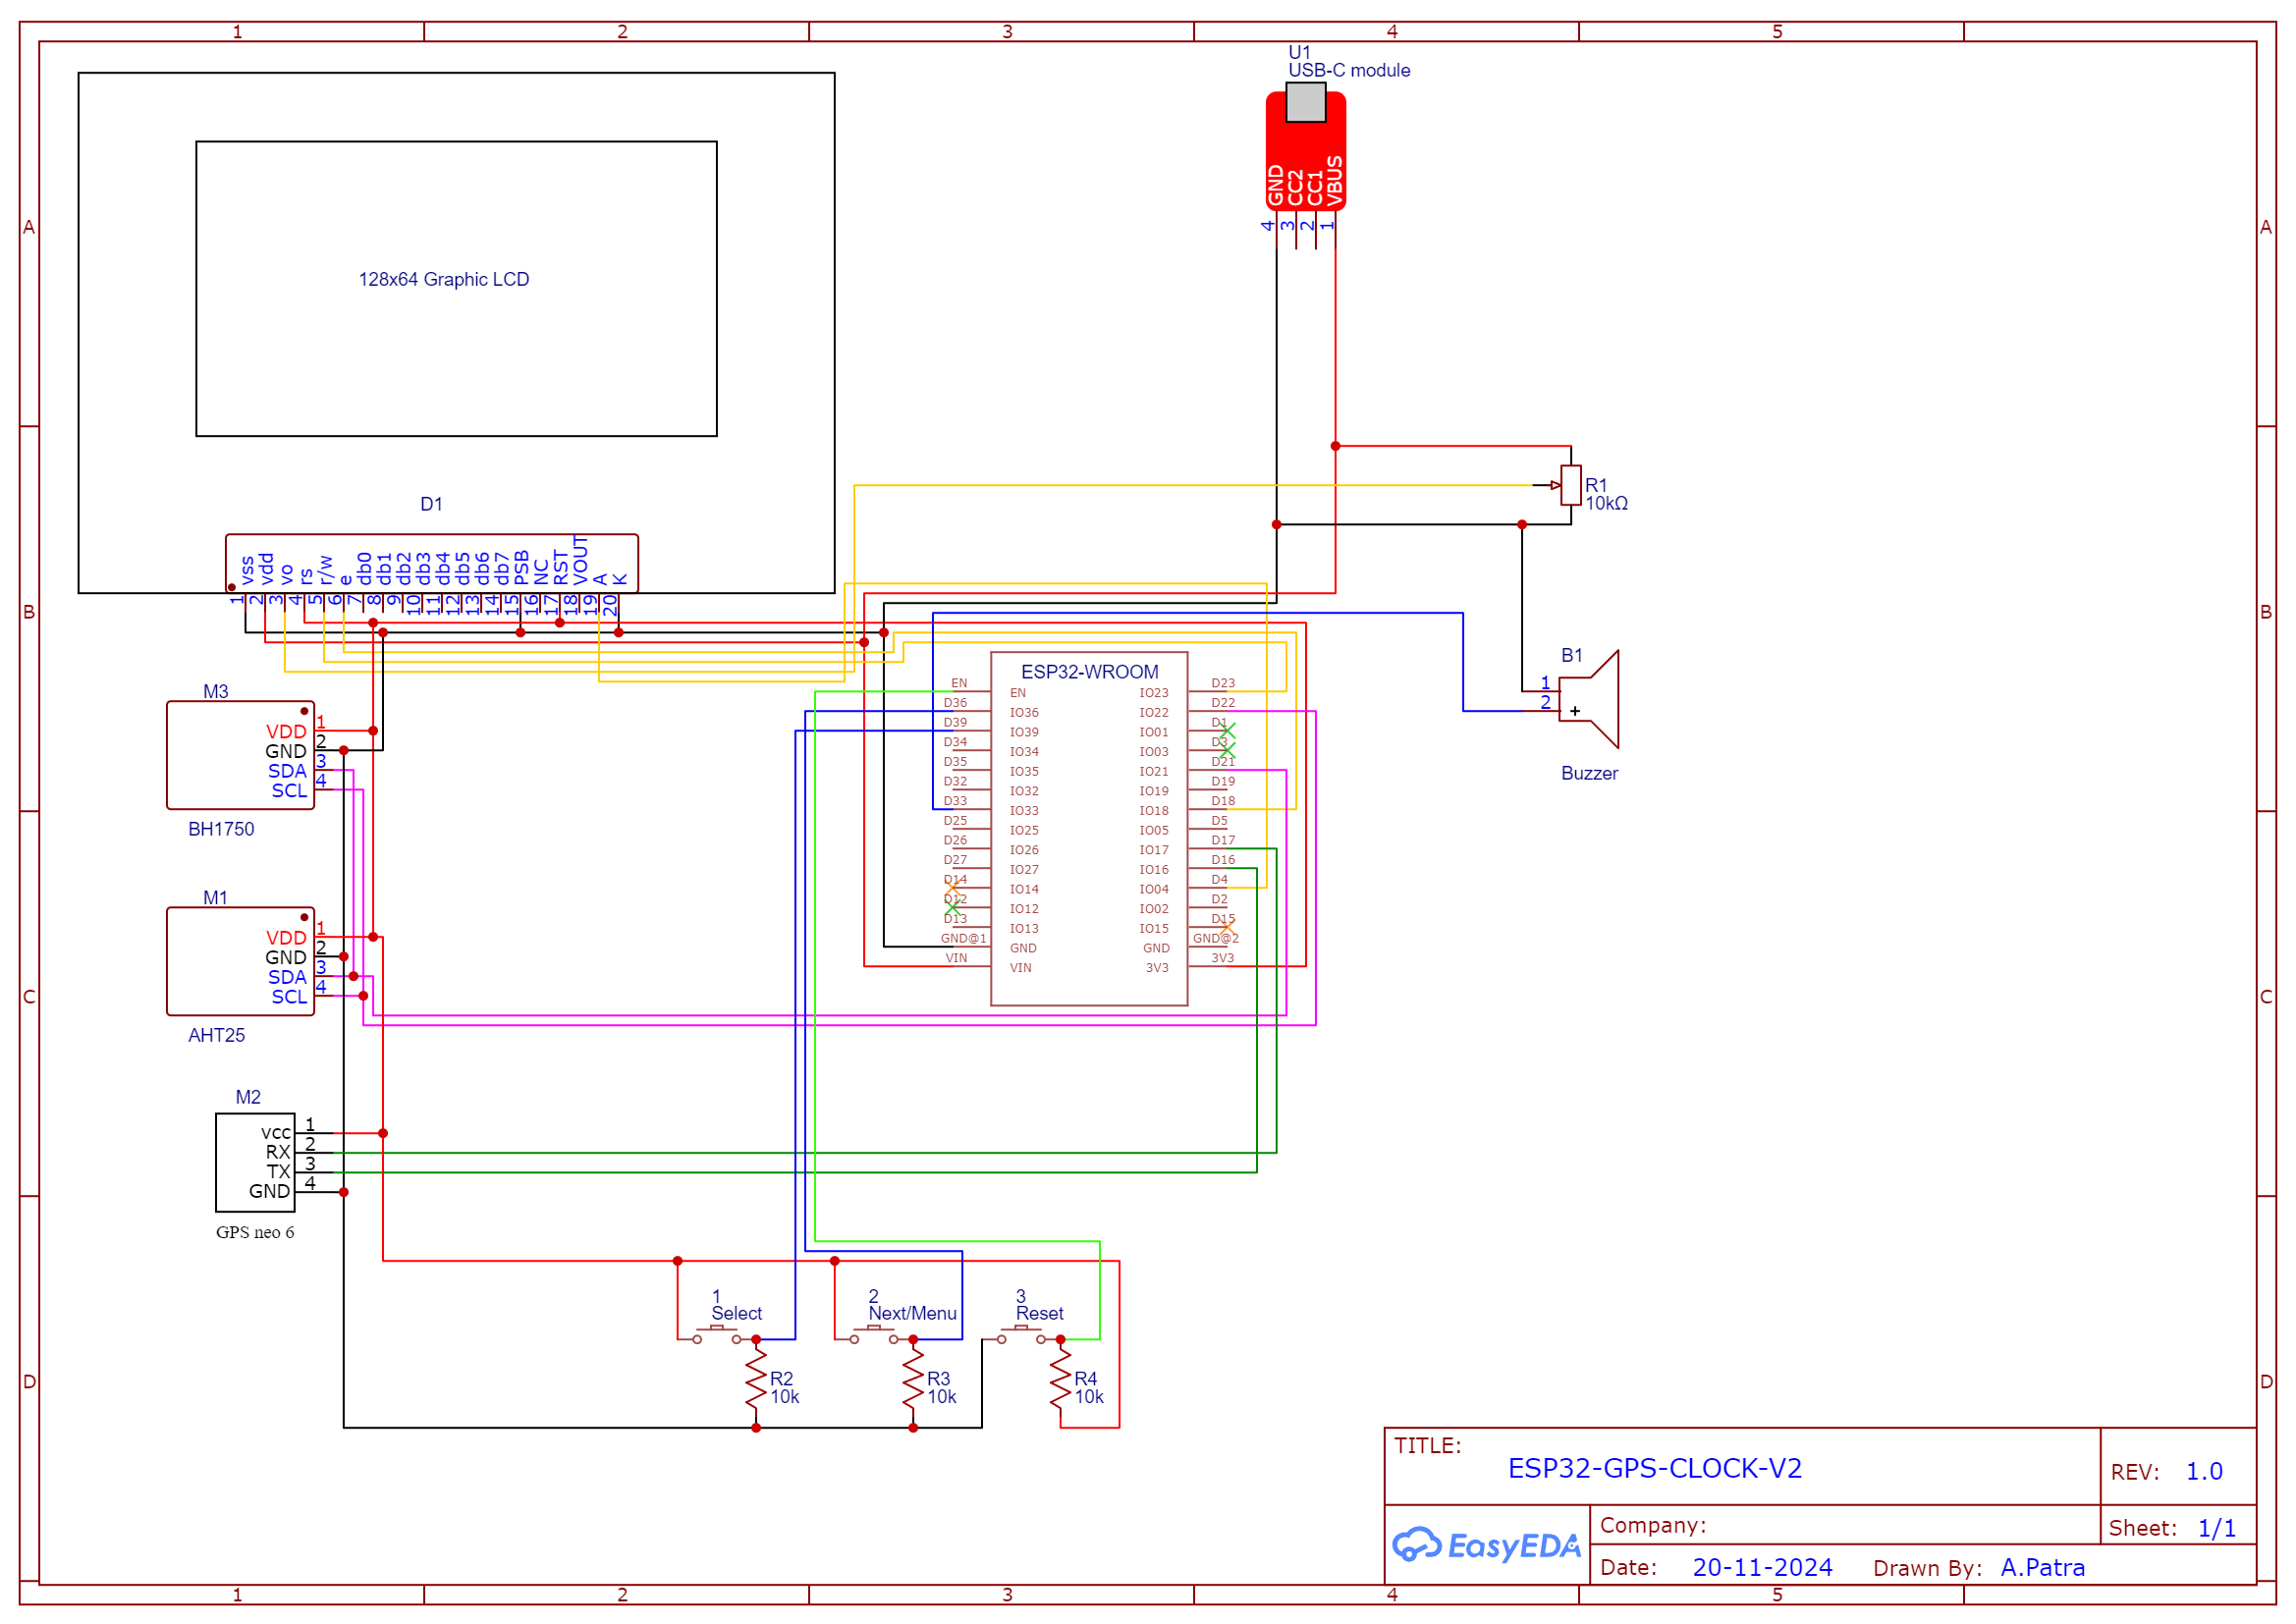 1 2 3 4 5
A
B
C
D
A
B
C
D
1 2 3 4 5
U1
USB-C module
GND
CC2
CC1
VBUS
4 3 2 1
128x64 Graphic LCD
D1
vss vdd vo rs r/w e db0 db1 db2 db3 db4 db5 db6 db7 PSB NC RST VOUT A K
1 2 3 4 5 6 7 8 9 10 11 12 13 14 15 16 17 18 19 20
R1
10kΩ
B1
1
2
+
Buzzer
M3
VDD 1
GND 2
SDA 3
SCL 4
BH1750
M1
VDD 1
GND 2
SDA 3
SCL 4
AHT25
M2
vcc 1
RX 2
TX 3
GND 4
GPS neo 6
ESP32-WROOM
EN EN IO23 D23
D36 IO36 IO22 D22
D39 IO39 IO01 D1
D34 IO34 IO03 D3
D35 IO35 IO21 D21
D32 IO32 IO19 D19
D33 IO33 IO18 D18
D25 IO25 IO05 D5
D26 IO26 IO17 D17
D27 IO27 IO16 D16
D14 IO14 IO04 D4
D12 IO12 IO02 D2
D13 IO13 IO15 D15
GND@1 GND GND GND@2
VIN VIN 3V3 3V3
1
Select
2
Next/Menu
3
Reset
R2
10k
R3
10k
R4
10k
TITLE:
ESP32-GPS-CLOCK-V2
REV: 1.0
EasyEDA
Company:
Sheet: 1/1
Date: 20-11-2024 Drawn By: A.Patra